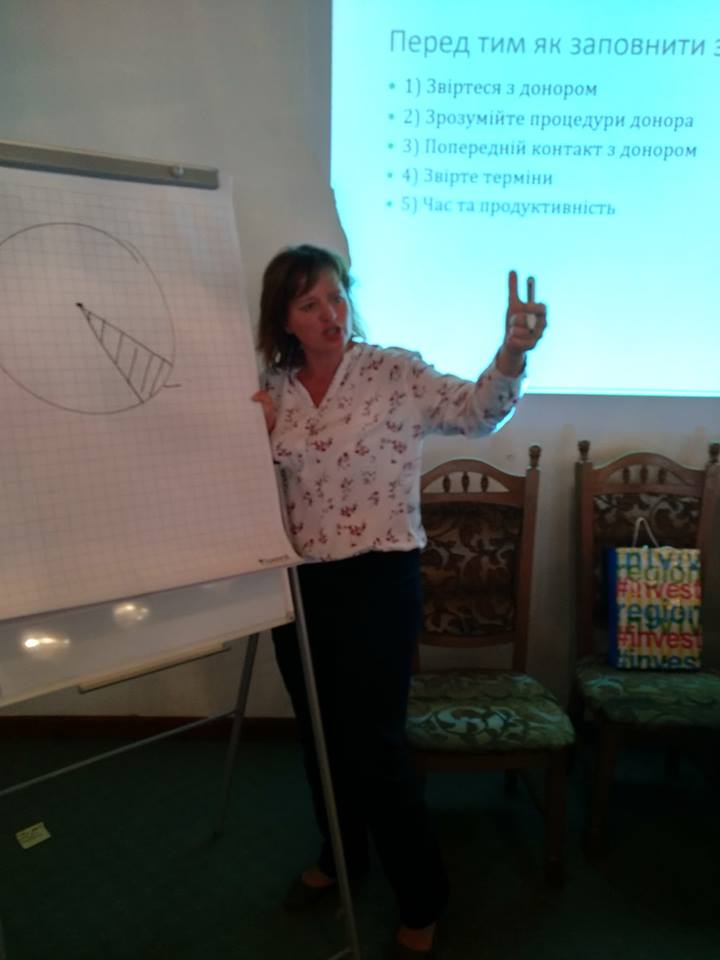 Перед тим як заповнити з
• 1) Звіртеся з донором
• 2) Зрозумійте процедури донора
• 3) Попередній контакт з донором
• 4) Звірте терміни
• 5) Час та продуктивність
region
#invest
region
#invest
#invest